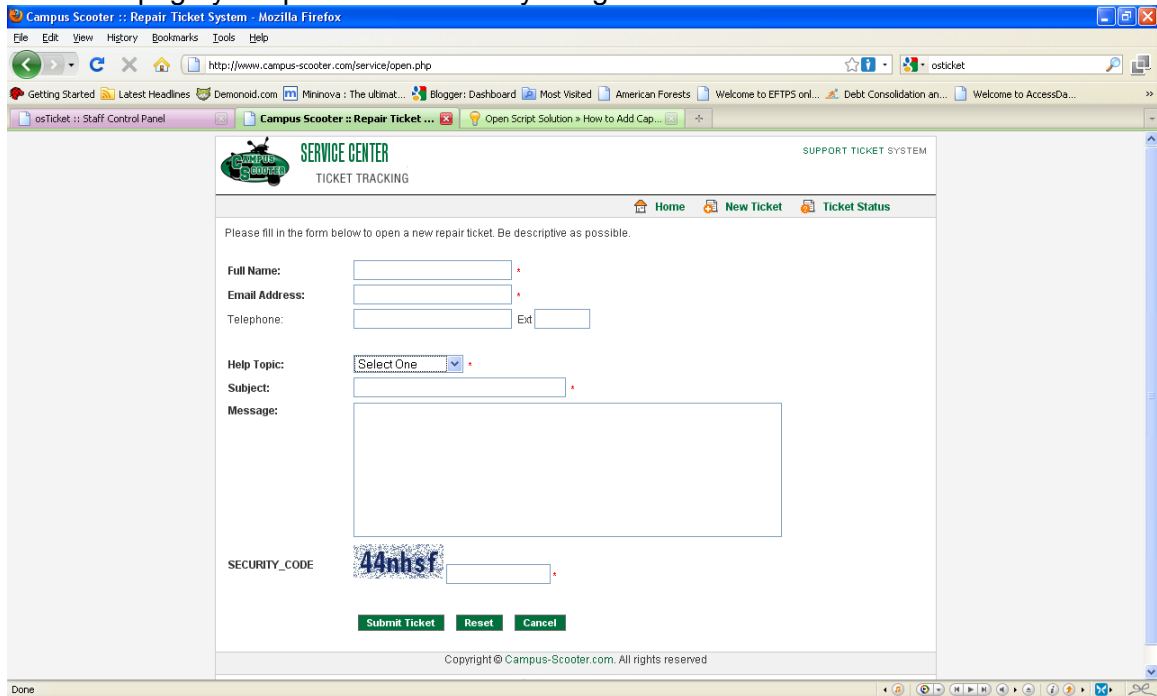 Campus Scooter :: Repair Ticket System - Mozilla Firefox
File Edit View History Bookmarks Tools Help
http://www.campus-scooter.com/service/open.php osticket
Getting Started Latest Headlines Demonoid.com Mininova : The ultimat... Blogger: Dashboard Most Visited American Forests Welcome to EFTPS onl... Debt Consolidation an... Welcome to AccessDa... »
osTicket :: Staff Control Panel Campus Scooter :: Repair Ticket ... Open Script Solution » How to Add Cap...
CAMPUS SCOOTER
SERVICE CENTER
TICKET TRACKING
SUPPORT TICKET SYSTEM
Home New Ticket Ticket Status
Please fill in the form below to open a new repair ticket. Be descriptive as possible.
Full Name: *
Email Address: *
Telephone: Ext
Help Topic: Select One *
Subject: *
Message:
SECURITY_CODE 44nhsf *
Submit Ticket Reset Cancel
Copyright © Campus-Scooter.com. All rights reserved
Done